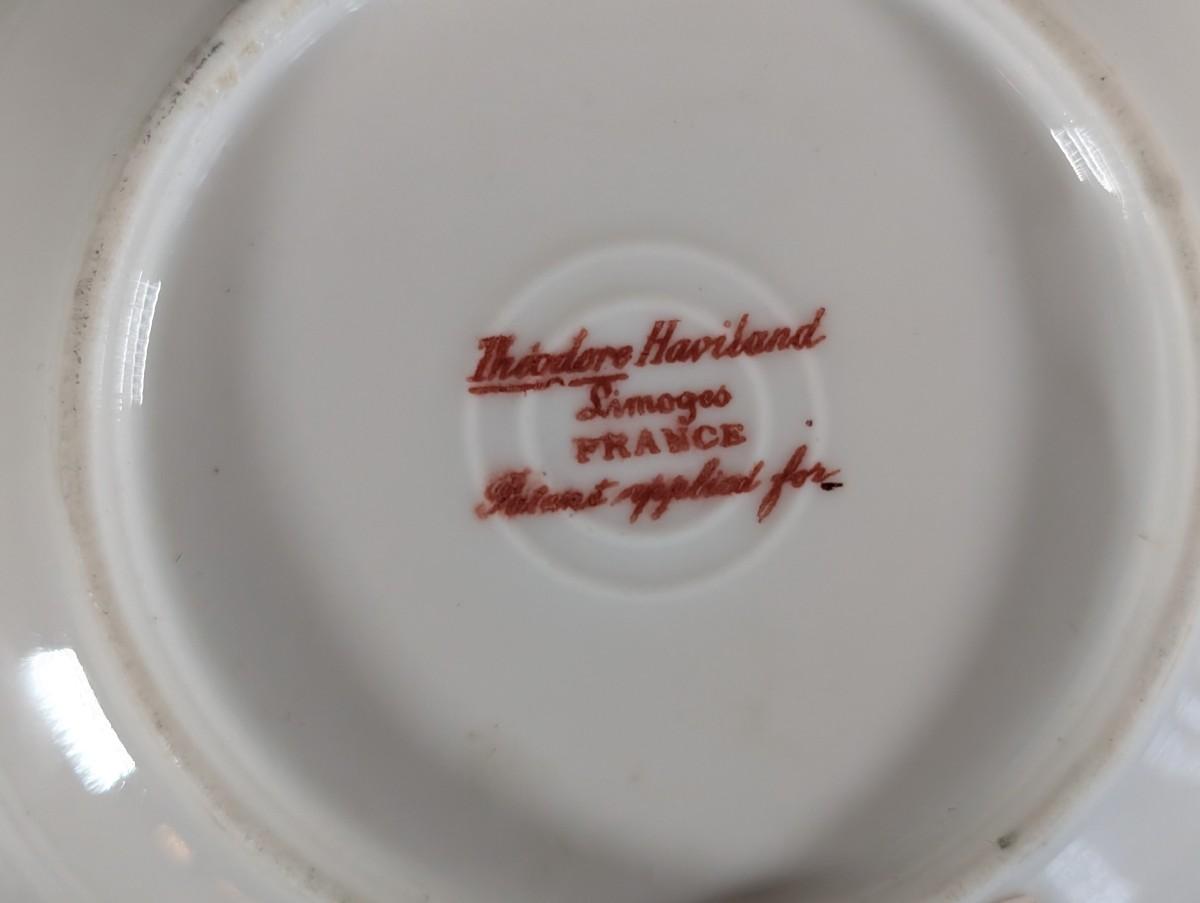 Théodore Haviland
Limoges
FRANCE
Patent applied for